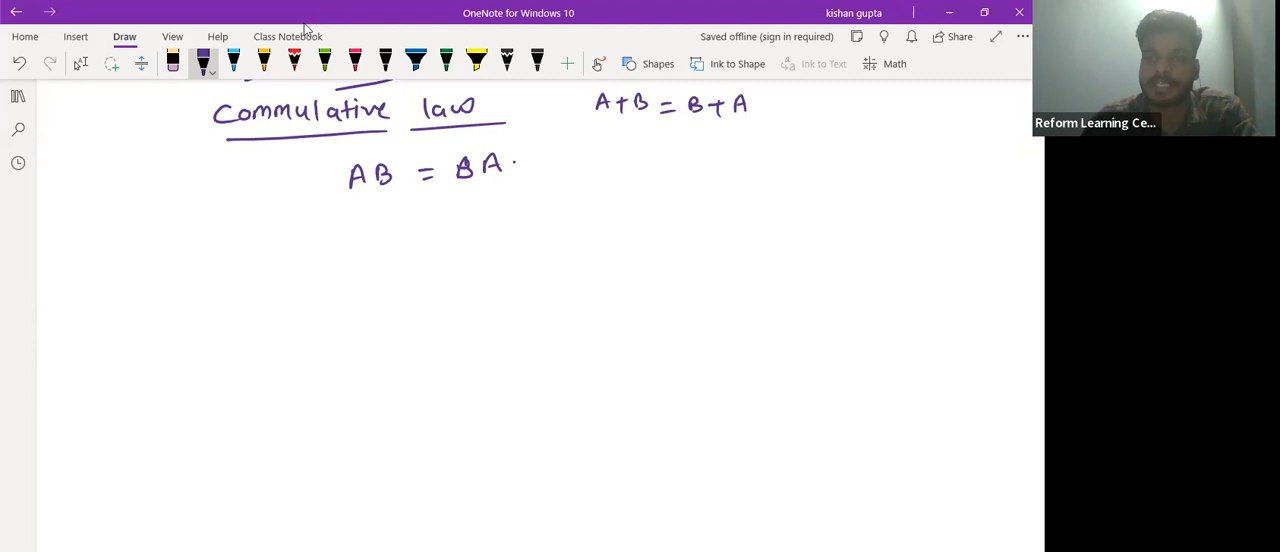 OneNote for Windows 10
kishan gupta
Home Insert Draw View Help Class Notebook
Saved offline (sign in required)
Share
Shapes
Ink to Shape
Ink to Text
Math
Reform Learning Ce...
Commulative law
A+B = B+A
AB = BA.